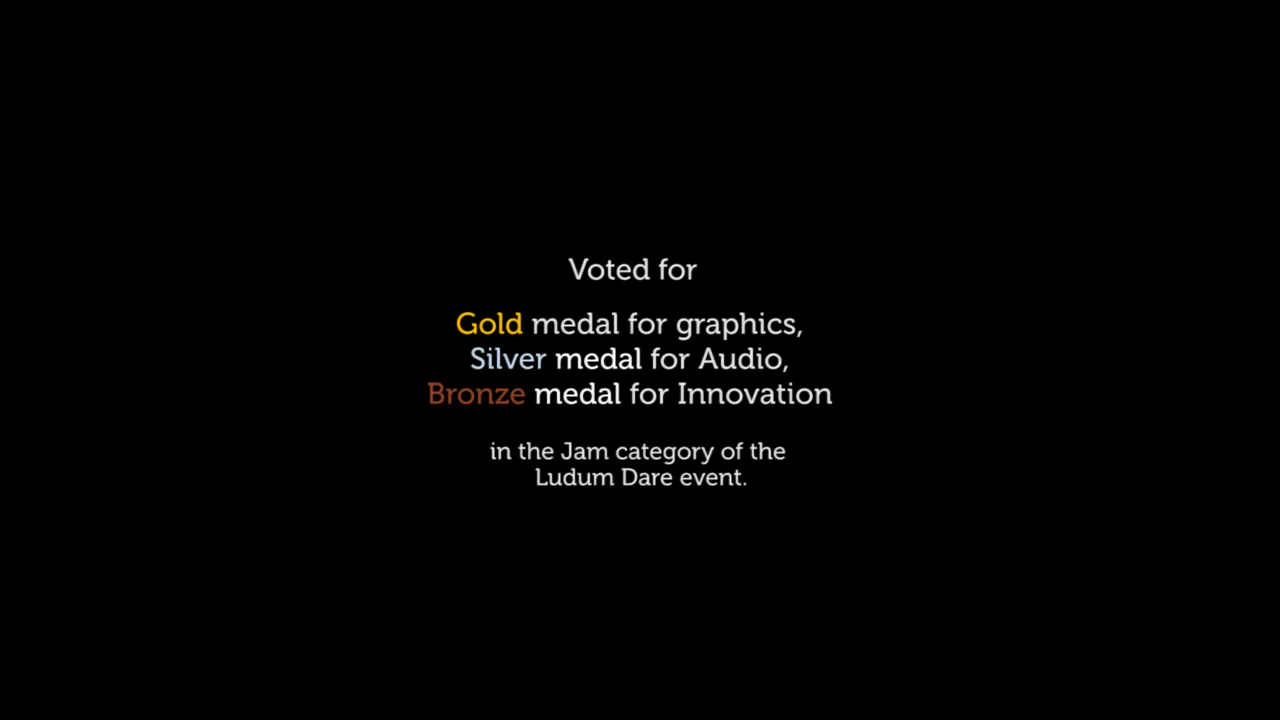 Voted for
Gold medal for graphics,
Silver medal for Audio,
Bronze medal for Innovation
in the Jam category of the
Ludum Dare event.